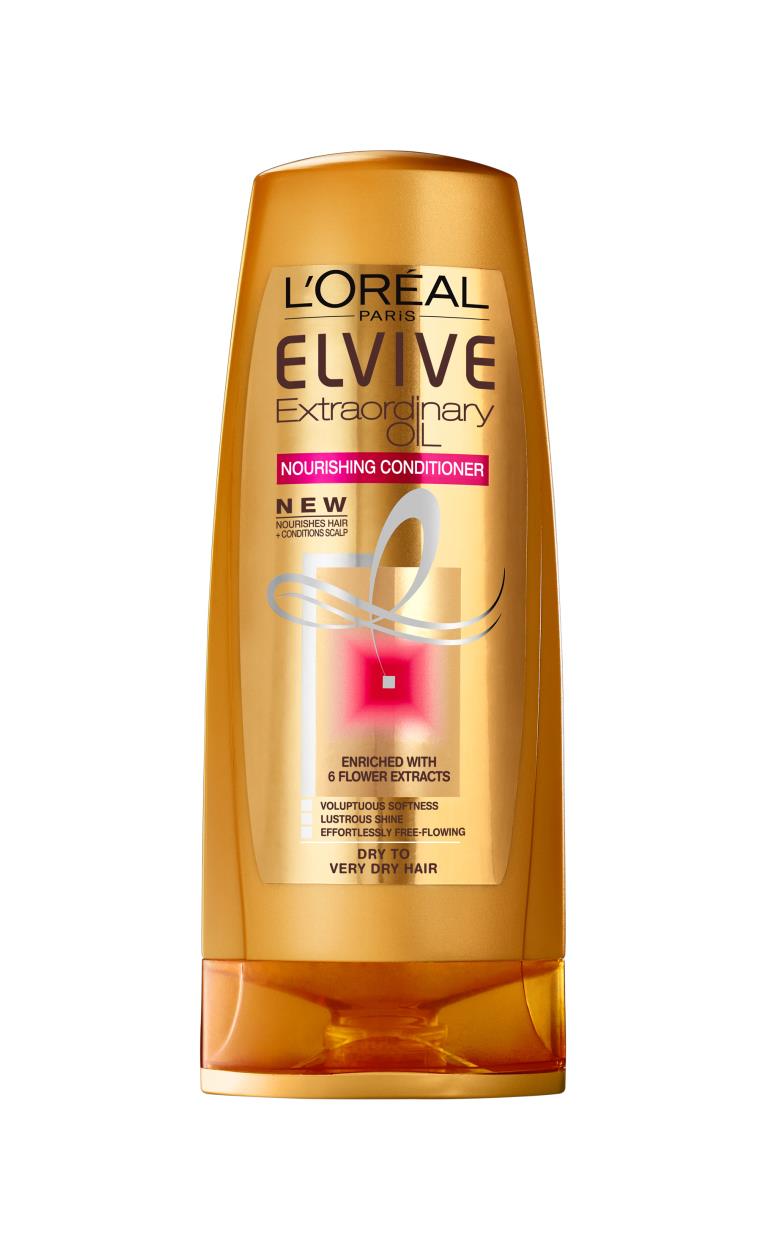 L'ORÉAL
PARiS
ELVIVE
Extraordinary
OIL
NOURISHING CONDITIONER
NEW
NOURISHES HAIR
+ CONDITIONS SCALP
ENRICHED WITH
6 FLOWER EXTRACTS
VOLUPTUOUS SOFTNESS
LUSTROUS SHINE
EFFORTLESSLY FREE-FLOWING
DRY TO
VERY DRY HAIR